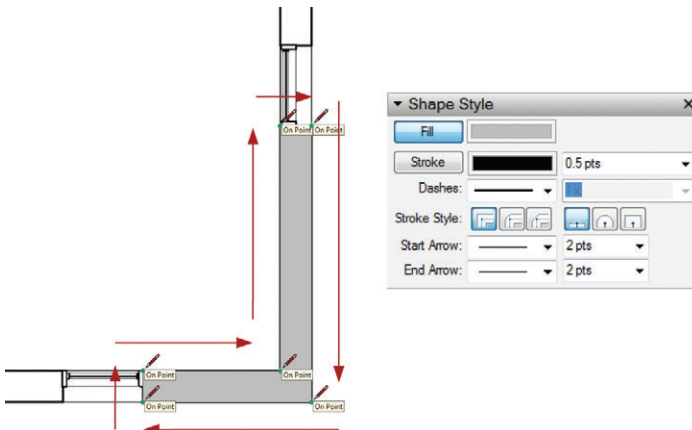 On Point
On Point
On Point
On Point
On Point
On Point
▼ Shape Style x
Fill
Stroke 0.5 pts
Dashes:
Stroke Style:
Start Arrow: 2 pts
End Arrow: 2 pts